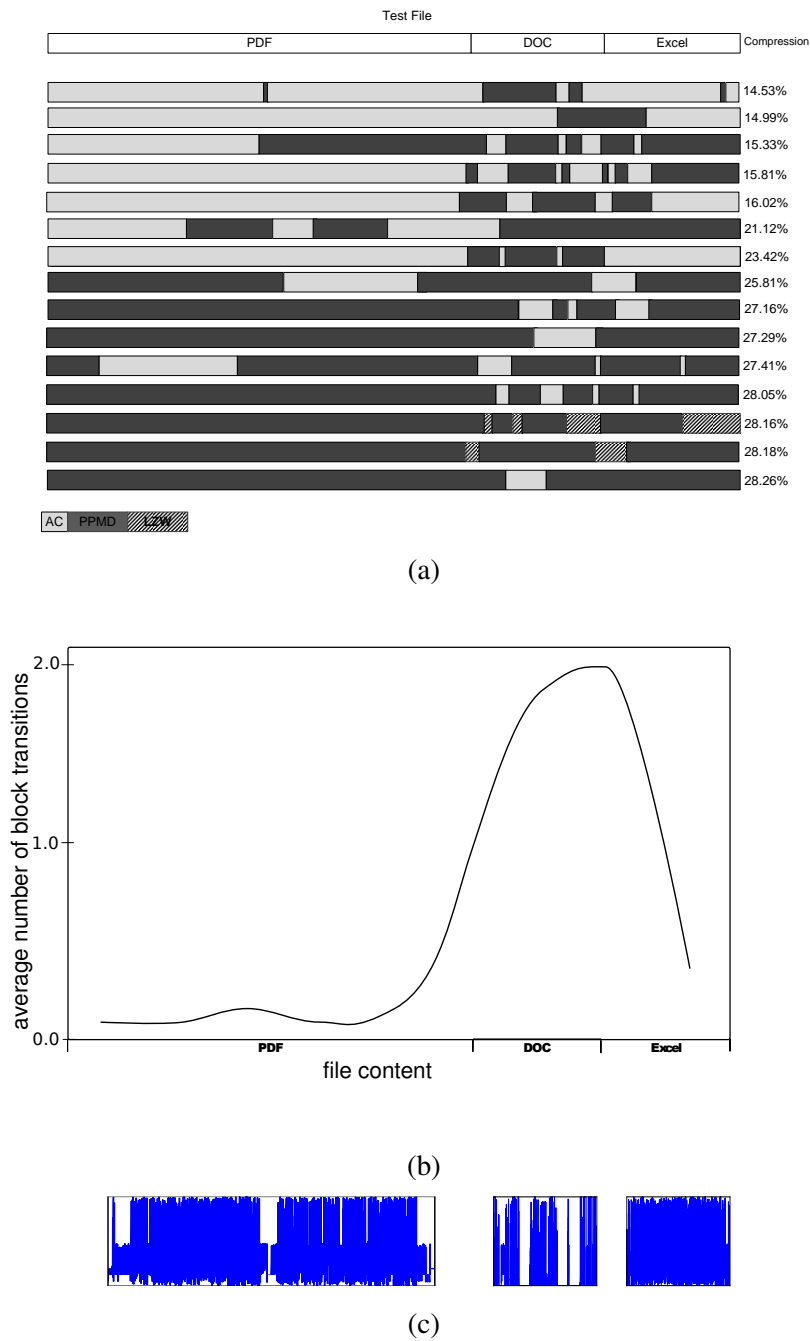 Test File
PDF DOC Excel Compression
14.53%
14.99%
15.33%
15.81%
16.02%
21.12%
23.42%
25.81%
27.16%
27.29%
27.41%
28.05%
28.16%
28.18%
28.26%
AC PPMD LZW
(a)
average number of block transitions
2.0
1.0
0.0
PDF DOC Excel
file content
(b)
(c)